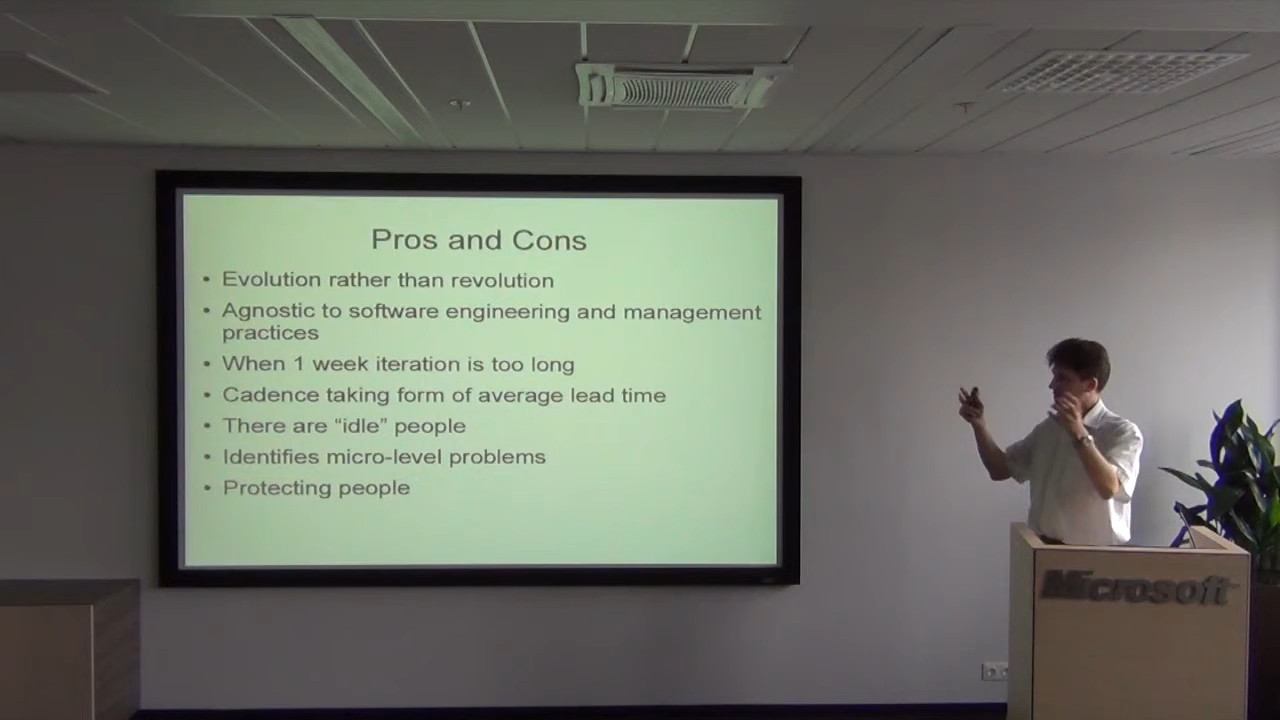 Pros and Cons
• Evolution rather than revolution
• Agnostic to software engineering and management
practices
• When 1 week iteration is too long
• Cadence taking form of average lead time
• There are “idle” people
• Identifies micro-level problems
• Protecting people
Microsoft